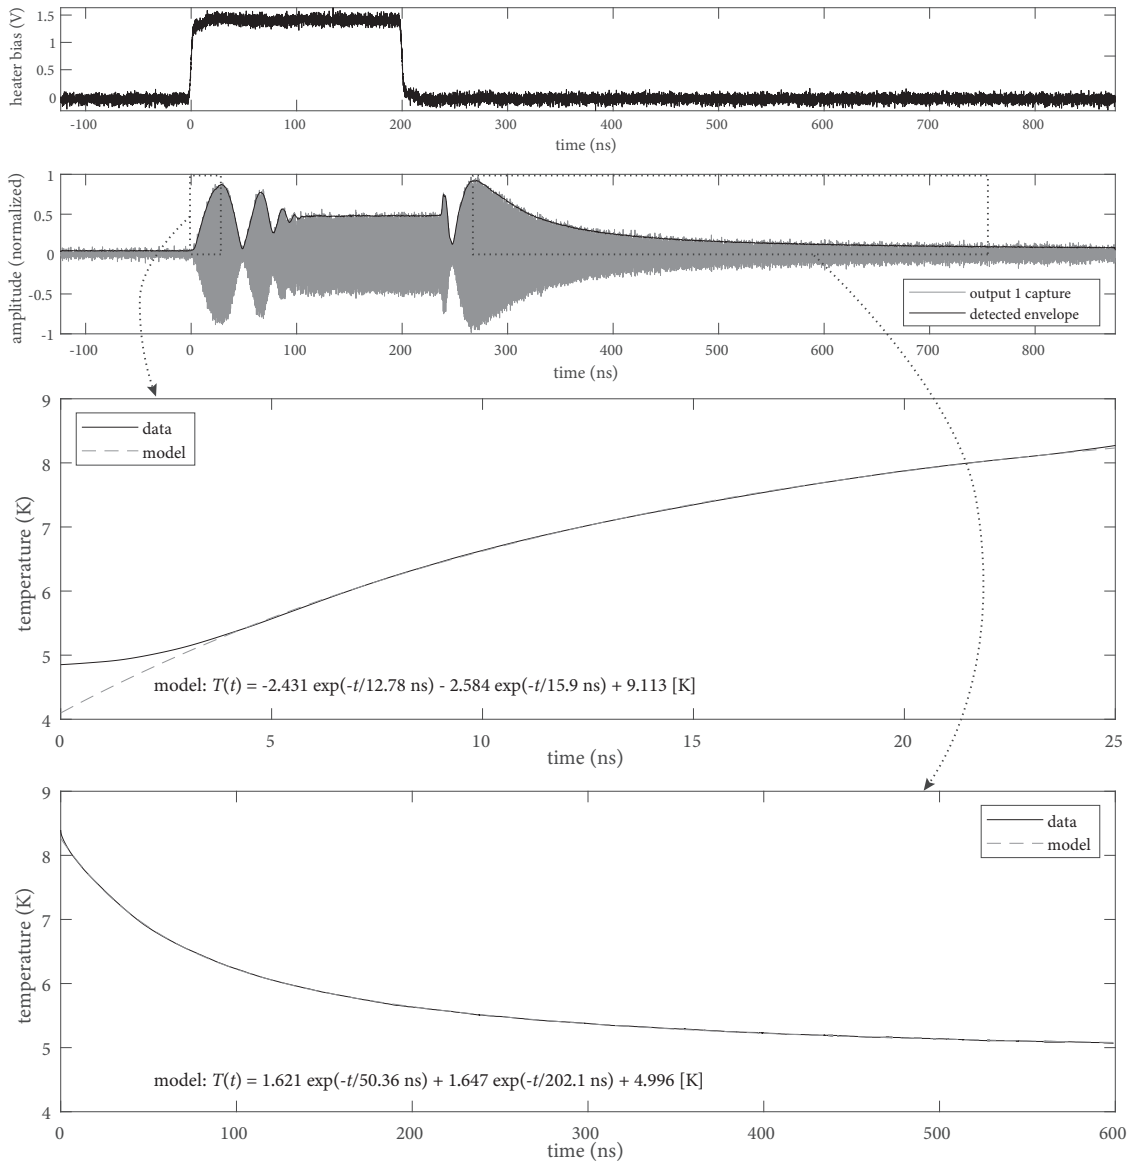 heater bias (V)
1.5
1
0.5
0
-100 0 100 200 300 400 500 600 700 800
time (ns)
amplitude (normalized)
1
0.5
0
-0.5
-1
output 1 capture
detected envelope
-100 0 100 200 300 400 500 600 700 800
time (ns)
temperature (K)
9
8
7
6
5
4
data
model
model: T(t) = -2.431 exp(-t/12.78 ns) - 2.584 exp(-t/15.9 ns) + 9.113 [K]
0 5 10 15 20 25
time (ns)
temperature (K)
9
8
7
6
5
4
data
model
model: T(t) = 1.621 exp(-t/50.36 ns) + 1.647 exp(-t/202.1 ns) + 4.996 [K]
0 100 200 300 400 500 600
time (ns)